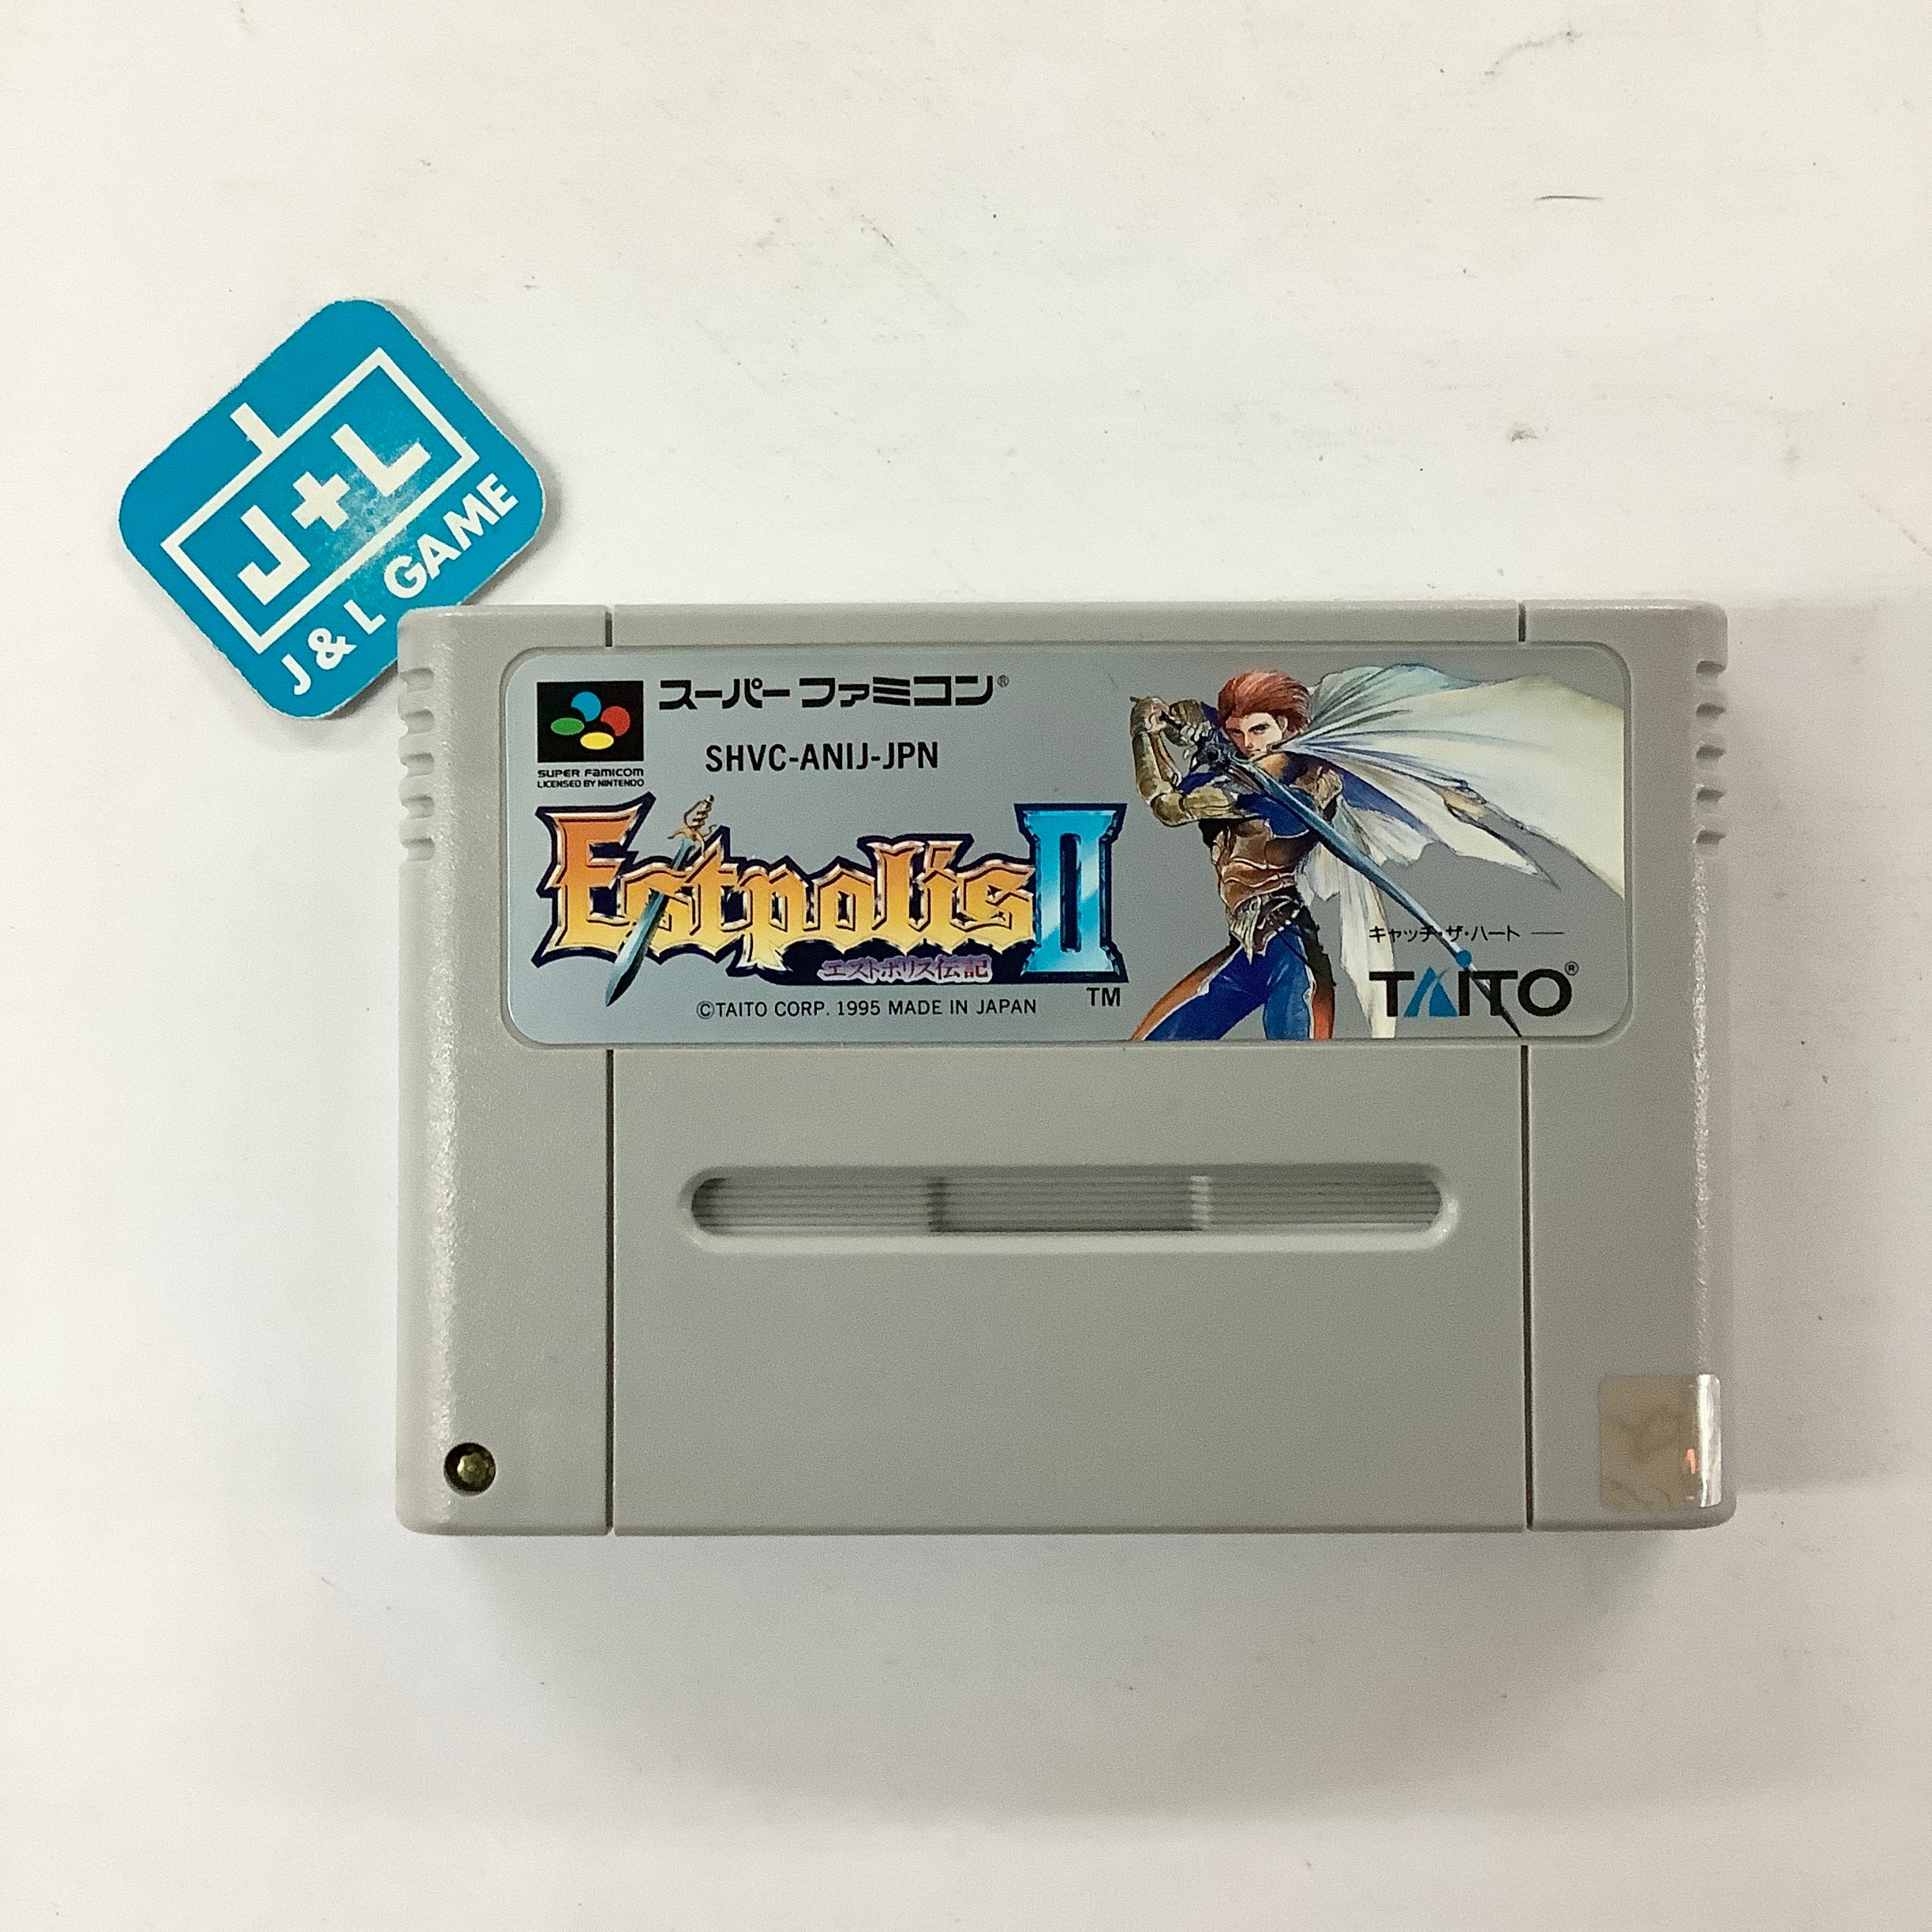 J+L
J & L GAME
スーパーファミコン®
SUPER FAMICOM
LICENSED BY NINTENDO
SHVC-ANIJ-JPN
Estpolis II
エストポリス伝記
TM
©TAITO CORP. 1995 MADE IN JAPAN
キャッチ・ザ・ハート
TAITO®